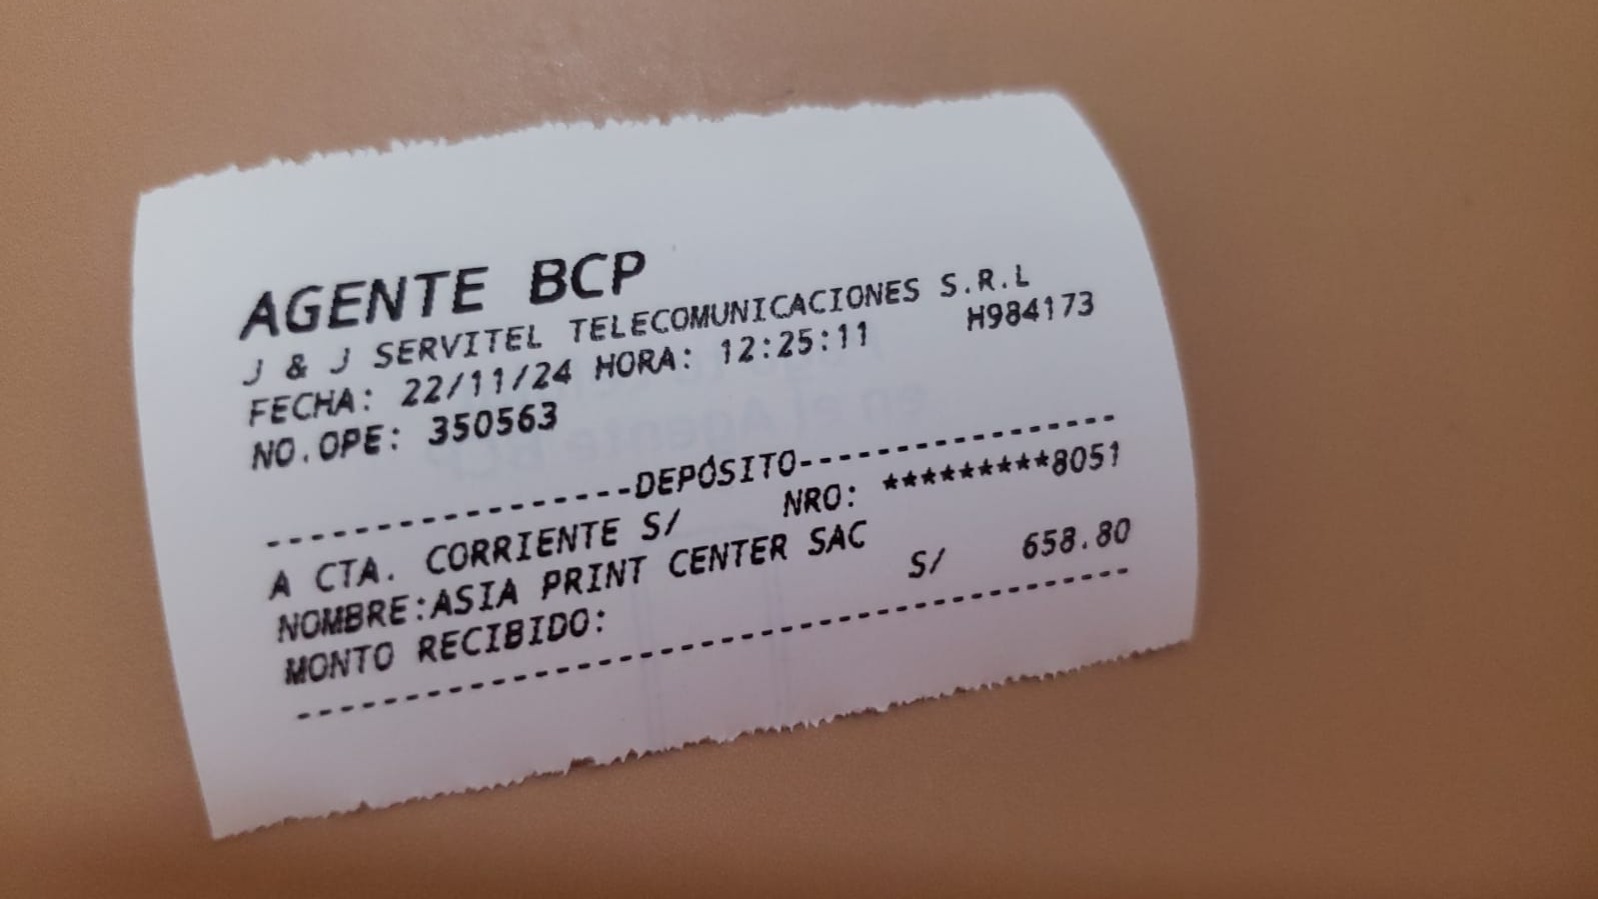 AGENTE BCP
J & J SERVITEL TELECOMUNICACIONES S.R.L
FECHA: 22/11/24 HORA: 12:25:11 H984173
NO.OPE: 350563
-----------------DEPÓSITO-----------------
A CTA. CORRIENTE S/ NRO: *********8051
NOMBRE:ASIA PRINT CENTER SAC
MONTO RECIBIDO: S/ 658.80
----------------------------------------